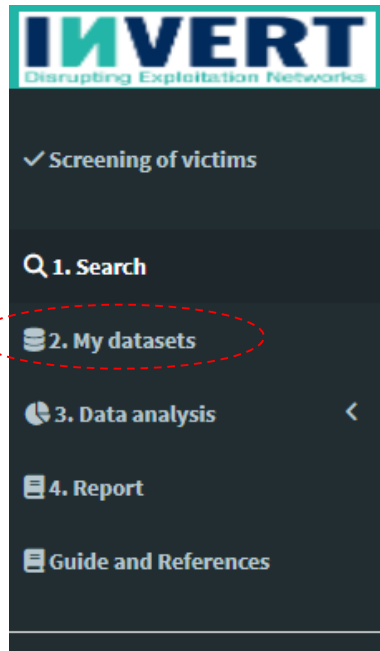 INVERT
Disrupting Exploitation Networks
Screening of victims
1. Search
2. My datasets
3. Data analysis
4. Report
Guide and References